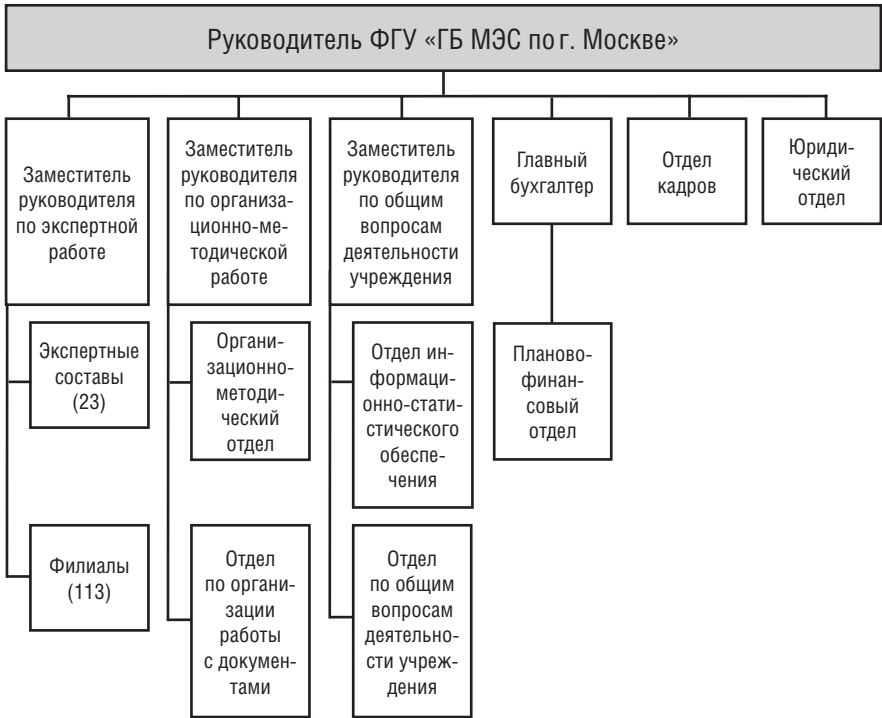 Руководитель ФГУ «ГБ МЭС по г. Москве»
Заместитель
руководителя
по экспертной
работе
Заместитель
руководителя
по организа-
ционно-ме-
тодической
работе
Заместитель
руководителя
по общим
вопросам
деятельности
учреждения
Главный
бухгалтер
Отдел
кадров
Юриди-
ческий
отдел
Экспертные
составы
(23)
Органи-
зационно-
методи-
ческий
отдел
Отдел ин-
формаци-
онно-стати-
стического
обеспе-
чения
Планово-
финан-
совый
отдел
Филиалы
(113)
Отдел
по органи-
зации
работы
с докумен-
тами
Отдел
по общим
вопросам
деятельно-
сти учреж-
дения